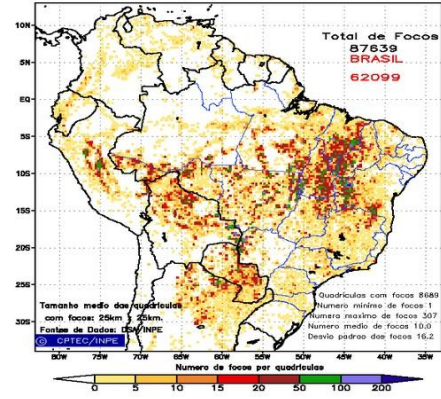 Total de Focos
87639
BRASIL
62099
10N
5N
EQ
5S
10S
15S
20S
25S
30S
Quadriculas com focos 8689
Numero minimo de focos 1
Numero maximo de focos 307
Numero medio de focos 10.0
Desvio padrao dos focos 16.2
Tamanho medio das quadriculas
com focos: 25km x 25km.
Fontes de Dados: DSA/INPE
© CPTEC/INPE
80W 75W 70W 65W 60W 55W 50W 45W 40W 35W
Numero de focos por quadriculas
0 5 10 15 20 50 100 200